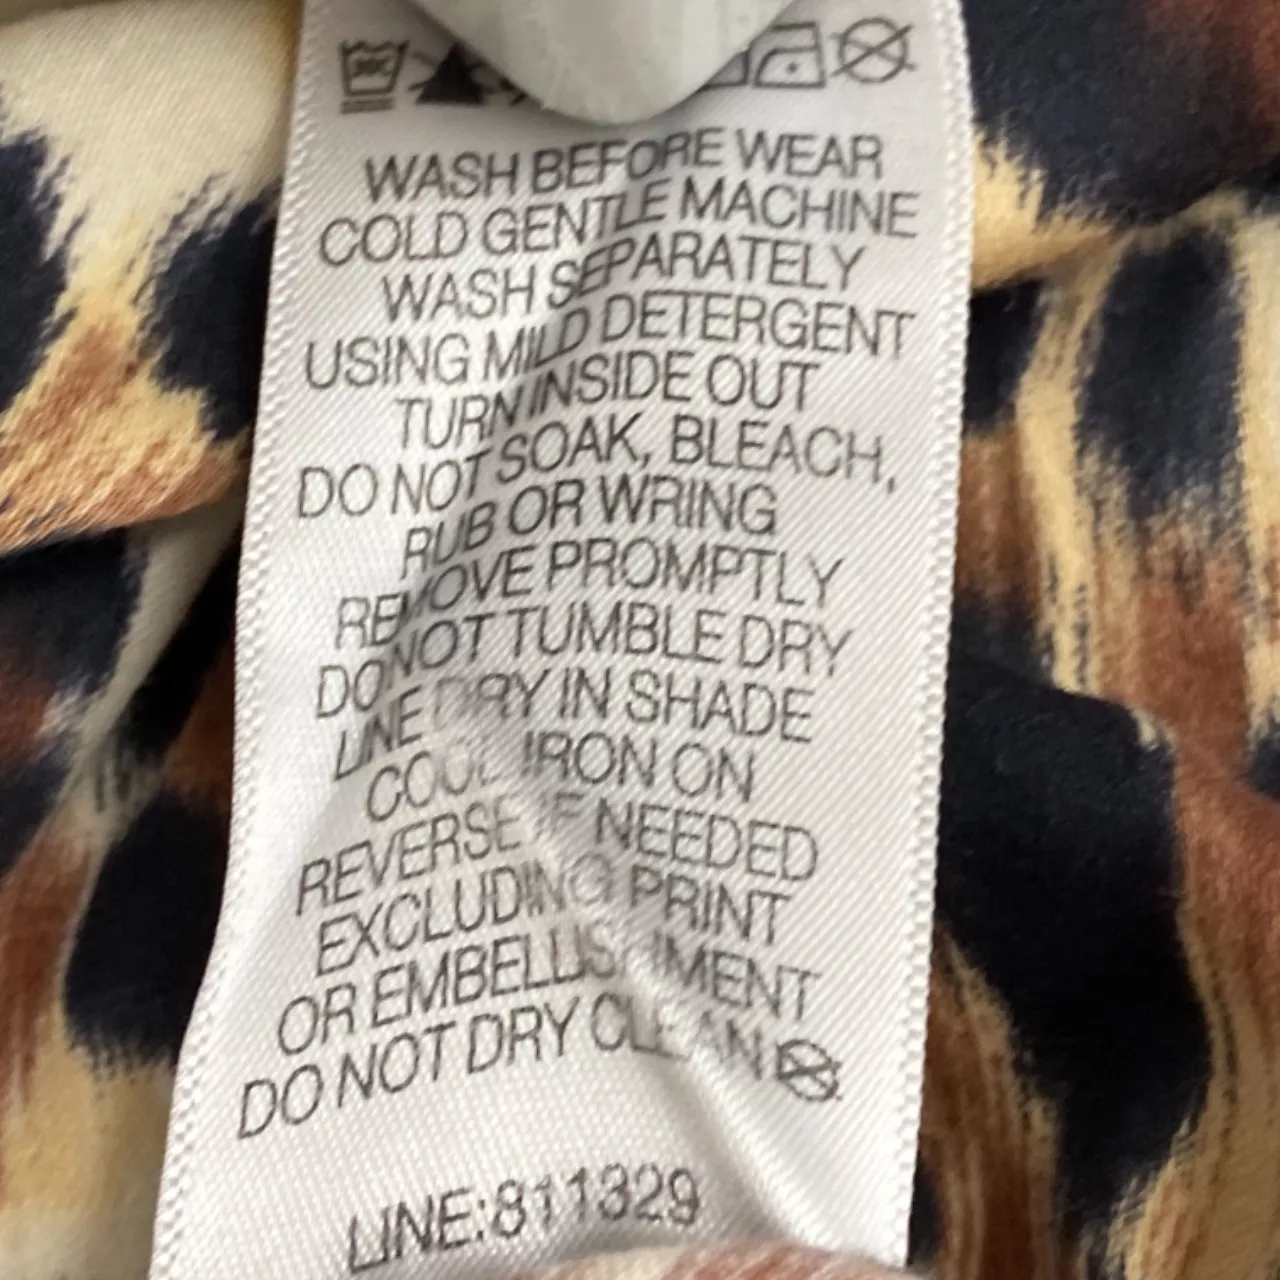 WASH BEFORE WEAR
COLD GENTLE MACHINE
WASH SEPARATELY
USING MILD DETERGENT
TURN INSIDE OUT
DO NOT SOAK, BLEACH,
RUB OR WRING
REMOVE PROMPTLY
DO NOT TUMBLE DRY
LINE DRY IN SHADE
COOL IRON ON
REVERSE IF NEEDED
EXCLUDING PRINT
OR EMBELLISHMENT
DO NOT DRY CLEAN
LINE:811329